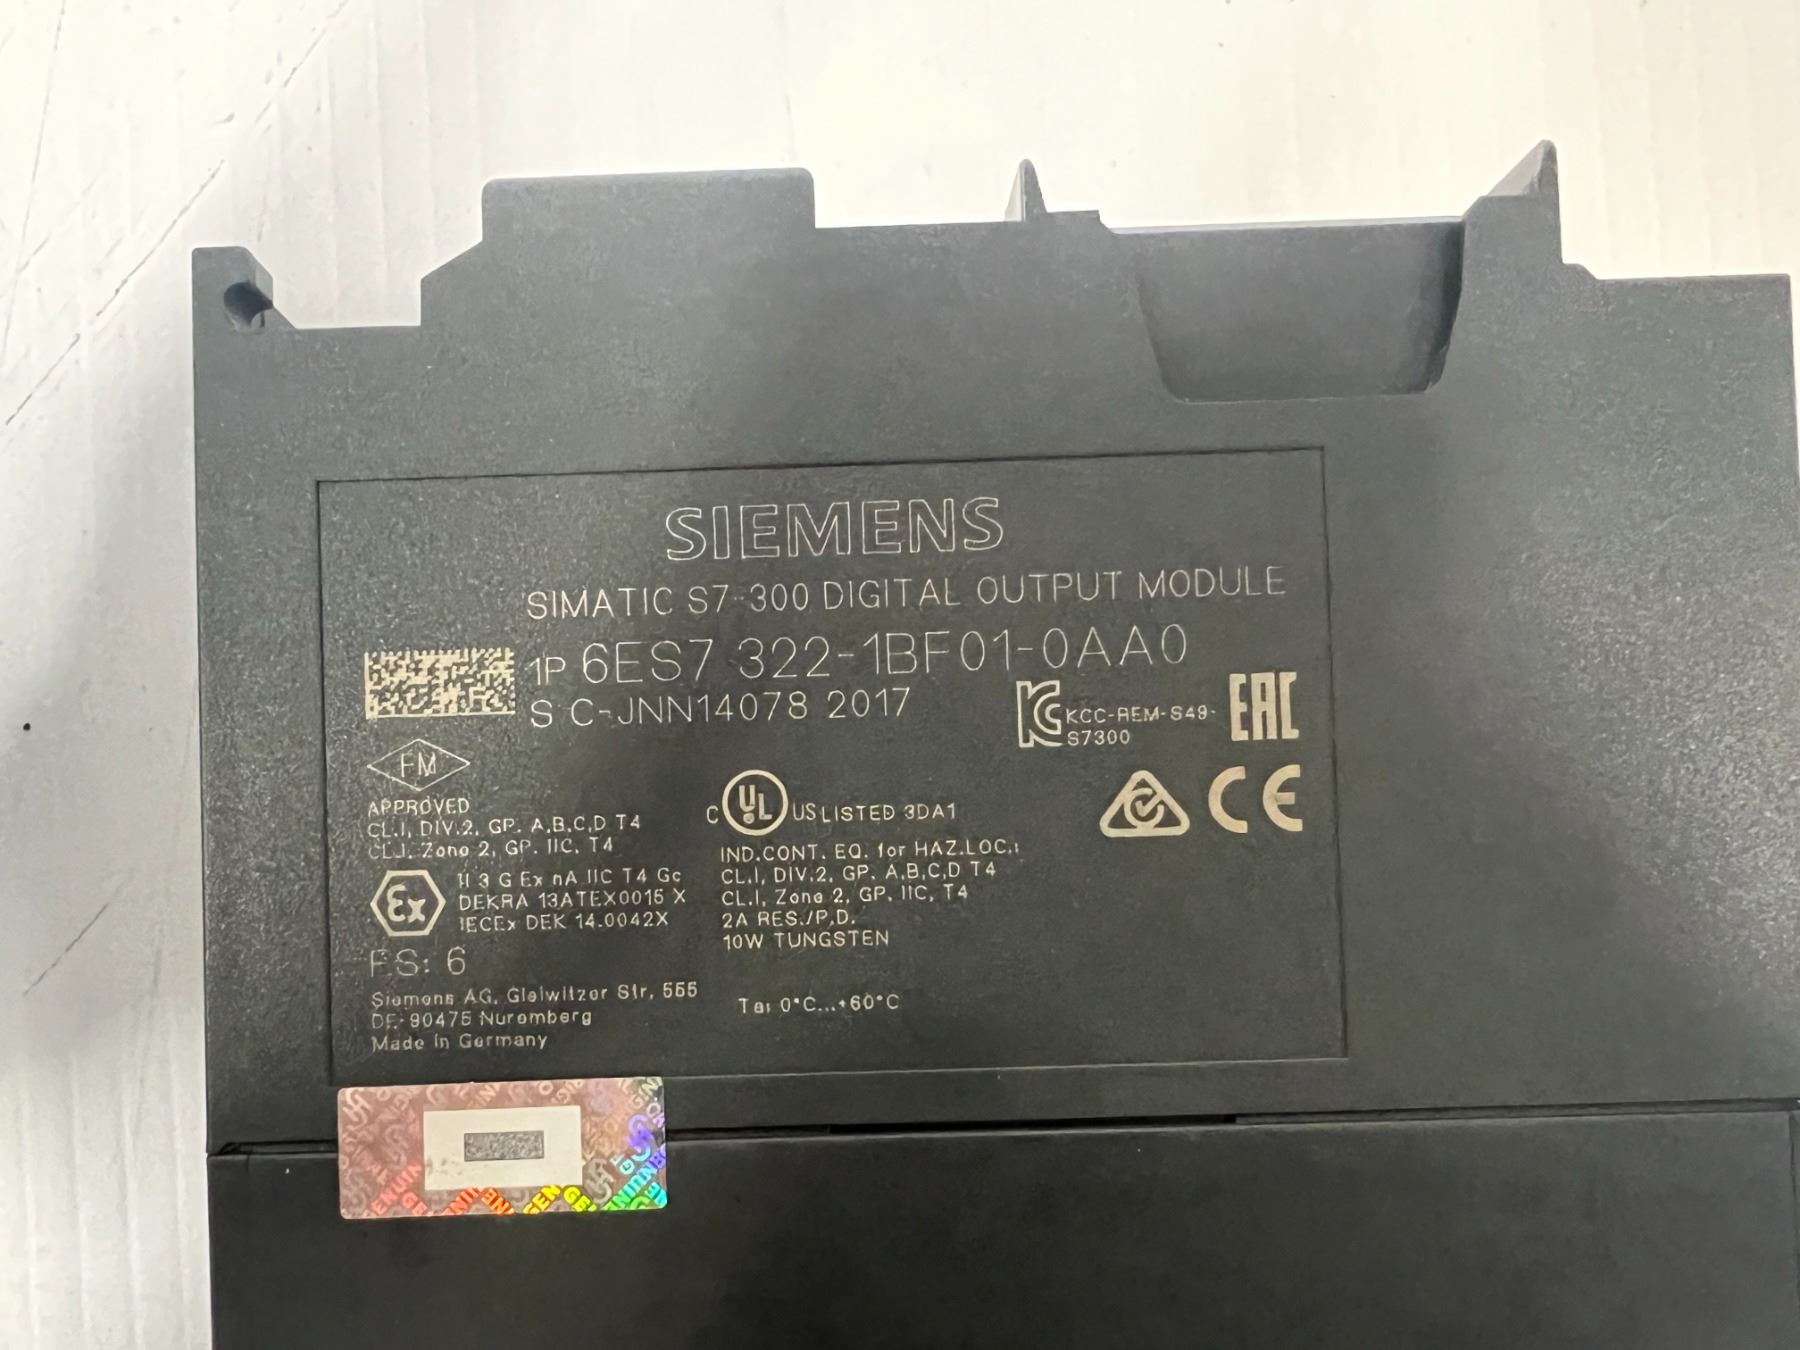 SIEMENS
SIMATIC S7-300 DIGITAL OUTPUT MODULE
1P 6ES7 322-1BF01-0AA0
S C-JNN14078 2017
KCC-REM-S49-
S7300
EAC
FM
APPROVED
CL.I, DIV.2, GP. A,B,C,D T4
CL.I, Zone 2, GP. IIC, T4
C UL US LISTED 3DA1
IND.CONT. EQ. for HAZ.LOC.:
CL.I, DIV.2, GP. A,B,C,D T4
CL.I, Zone 2, GP. IIC, T4
2A RES./P.D.
10W TUNGSTEN
CE
Ex
II 3 G Ex nA IIC T4 Gc
DEKRA 13ATEX0015 X
IECEx DEK 14.0042X
FS: 6
Siemens AG, Gleiwitzer Str. 555
DE-90475 Nuremberg
Made in Germany
Ta: 0°C...+60°C